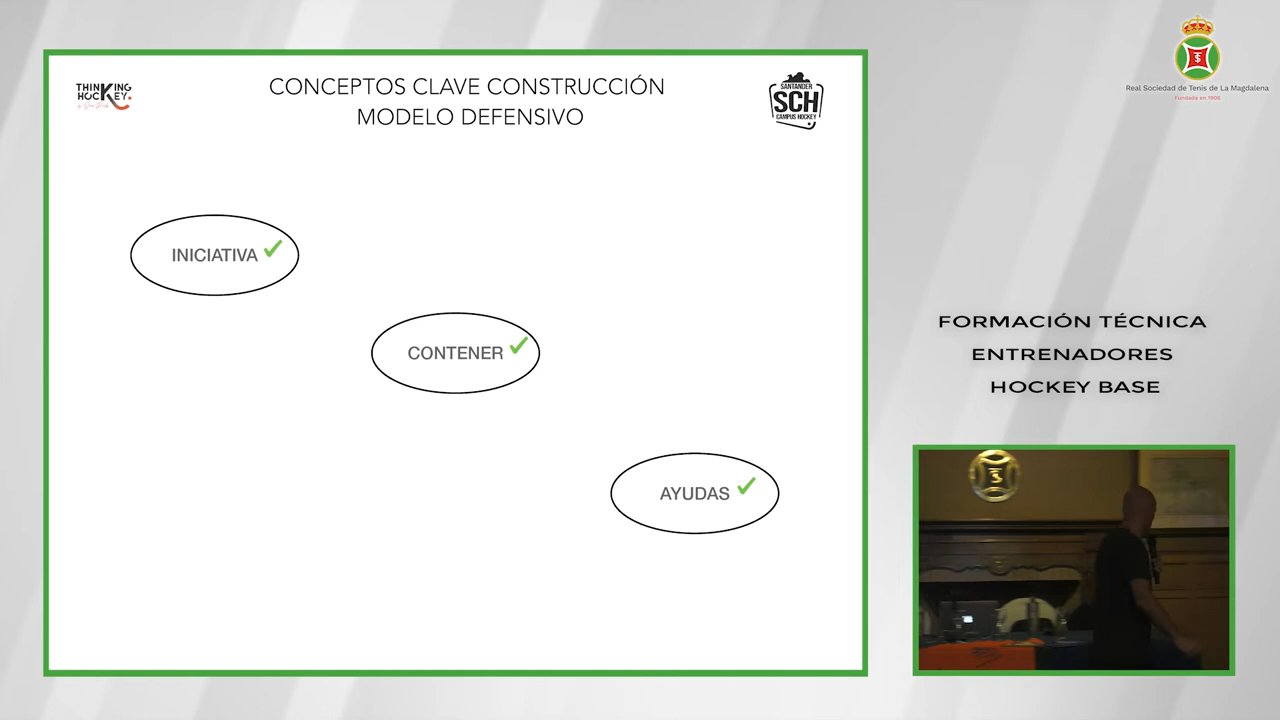 THINKING
HOCKEY.
CONCEPTOS CLAVE CONSTRUCCIÓN
MODELO DEFENSIVO
SANTANDER
SCH
CAMPUS HOCKEY
INICIATIVA
CONTENER
AYUDAS
Real Sociedad de Tenis de La Magdalena
Fundada en 1906
FORMACIÓN TÉCNICA
ENTRENADORES
HOCKEY BASE